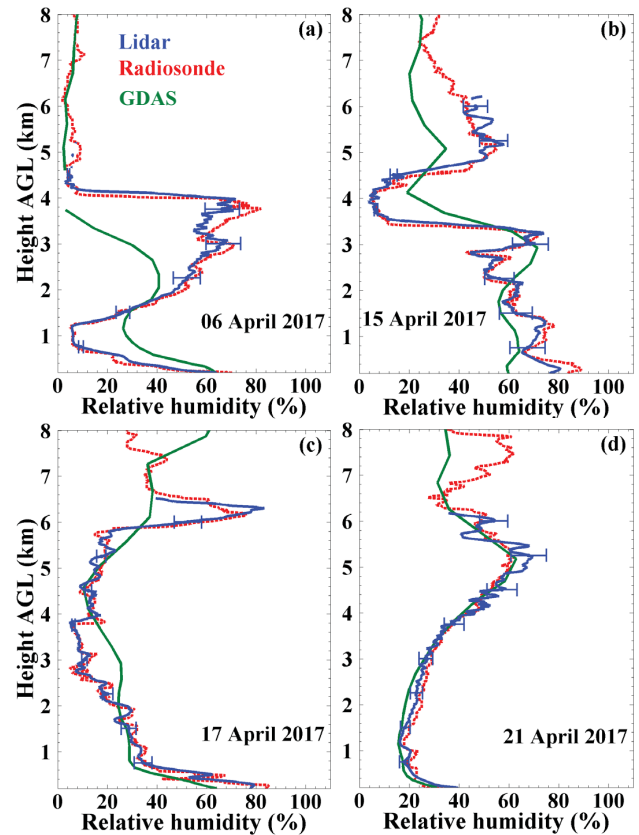 8
7
6
5
4
3
2
1
Height AGL (km)
(a)
Lidar
Radiosonde
GDAS
06 April 2017
0 20 40 60 80 100
Relative humidity (%)
8
7
6
5
4
3
2
1
(b)
15 April 2017
0 20 40 60 80 100
Relative humidity (%)
8
7
6
5
4
3
2
1
Height AGL (km)
(c)
17 April 2017
0 20 40 60 80 100
Relative humidity (%)
8
7
6
5
4
3
2
1
(d)
21 April 2017
0 20 40 60 80 100
Relative humidity (%)